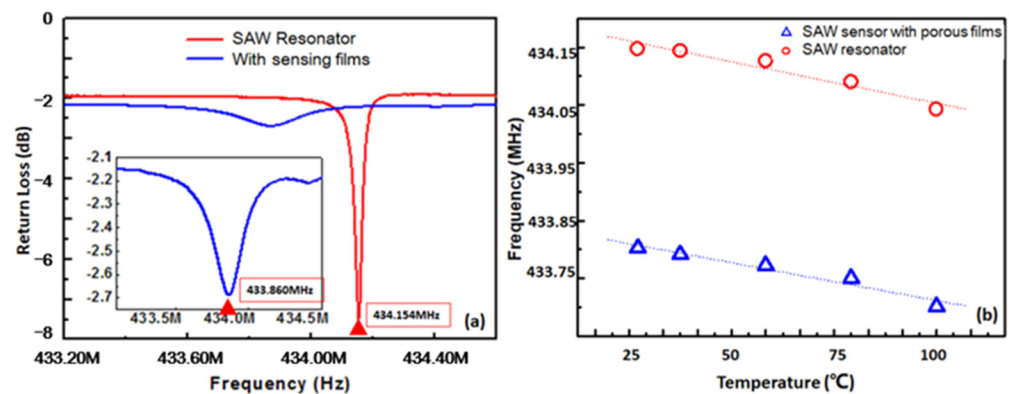 0
-2
-4
-6
-8
Return Loss (dB)
SAW Resonator
With sensing films
-2.1
-2.2
-2.3
-2.4
-2.5
-2.6
-2.7
433.860MHz
433.5M 434.0M 434.5M
434.154MHz
(a)
433.20M 433.60M 434.00M 434.40M
Frequency (Hz)
434.15
434.05
433.95
433.85
433.75
Frequency (MHz)
SAW sensor with porous films
SAW resonator
(b)
25 50 75 100
Temperature (℃)